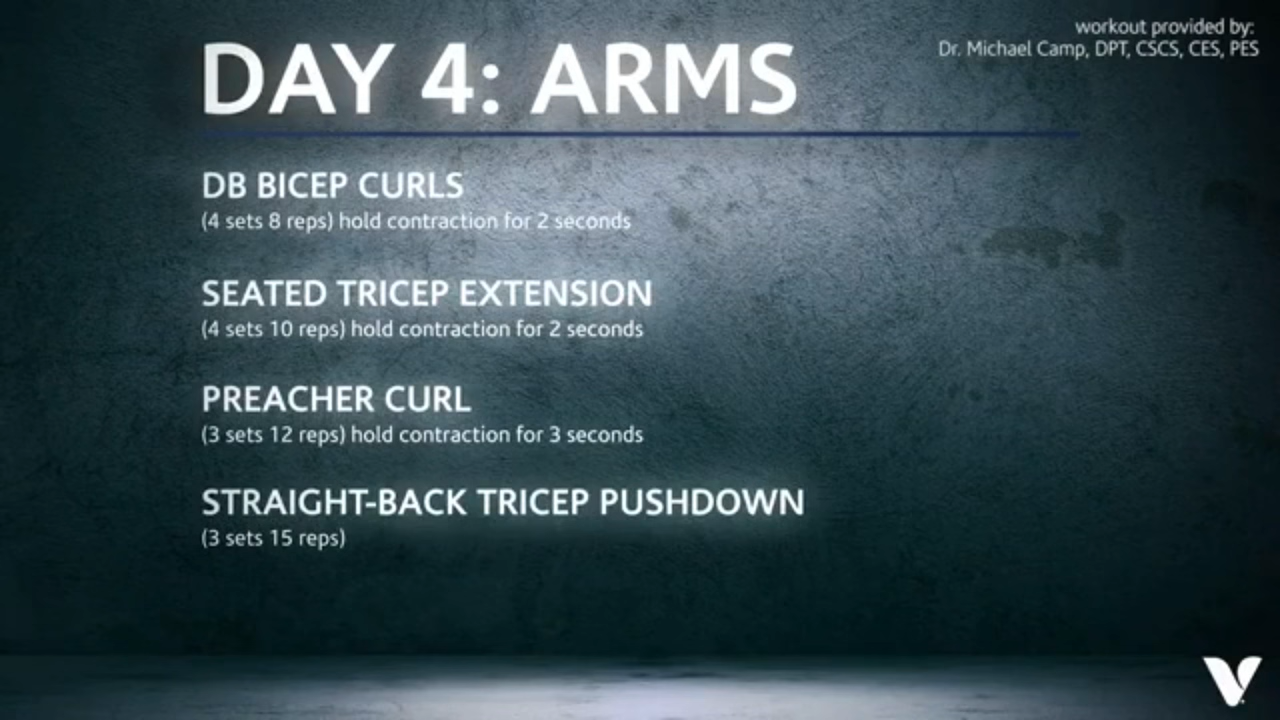 workout provided by:
Dr. Michael Camp, DPT, CSCS, CES, PES
DAY 4: ARMS
DB BICEP CURLS
(4 sets 8 reps) hold contraction for 2 seconds
SEATED TRICEP EXTENSION
(4 sets 10 reps) hold contraction for 2 seconds
PREACHER CURL
(3 sets 12 reps) hold contraction for 3 seconds
STRAIGHT-BACK TRICEP PUSHDOWN
(3 sets 15 reps)